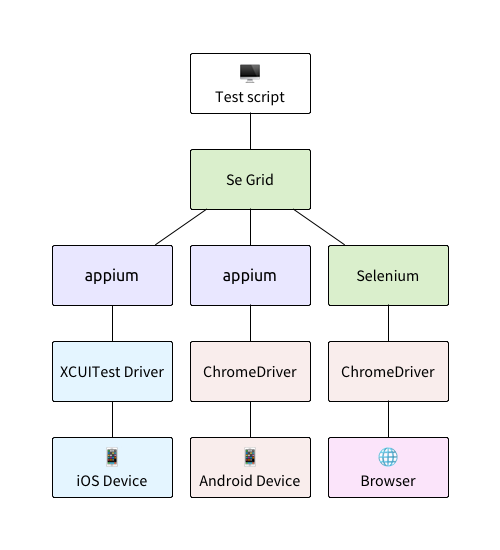 Test script
Se Grid
appium
appium
Selenium
XCUITest Driver
ChromeDriver
ChromeDriver
iOS Device
Android Device
Browser